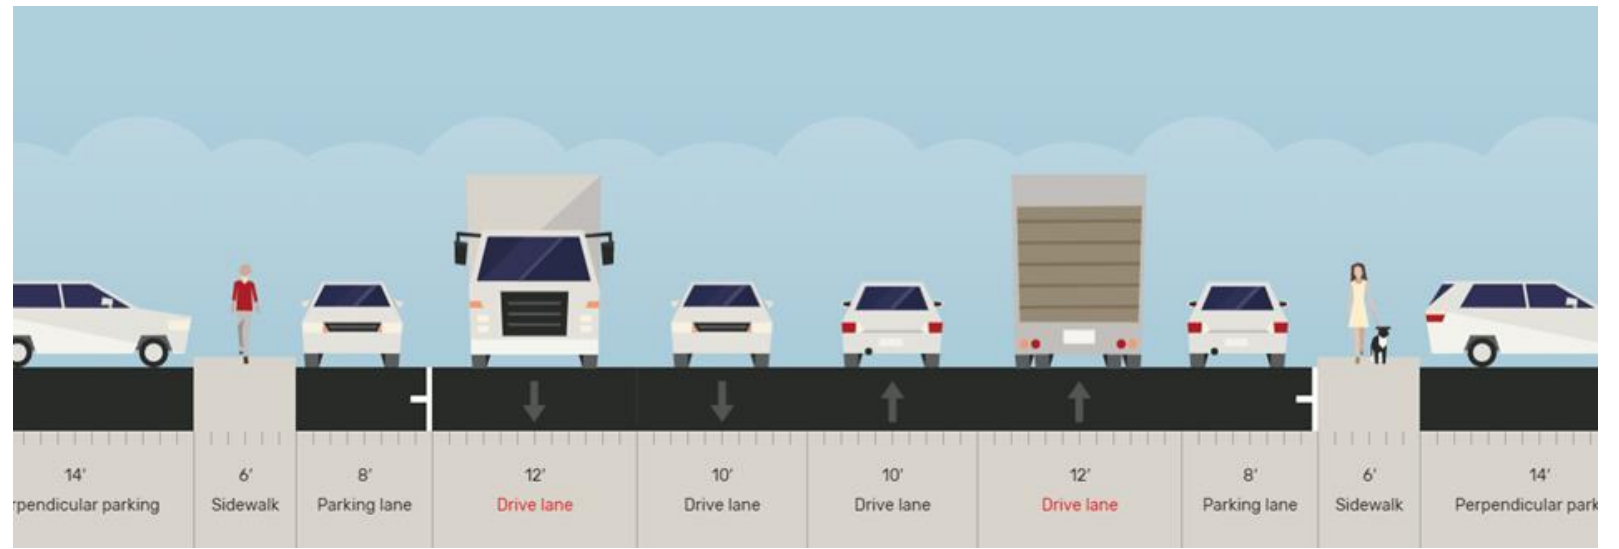 14' 6' 8' 12' 10' 10' 12' 8' 6' 14'
rpendicular parking Sidewalk Parking lane Drive lane Drive lane Drive lane Drive lane Parking lane Sidewalk Perpendicular park